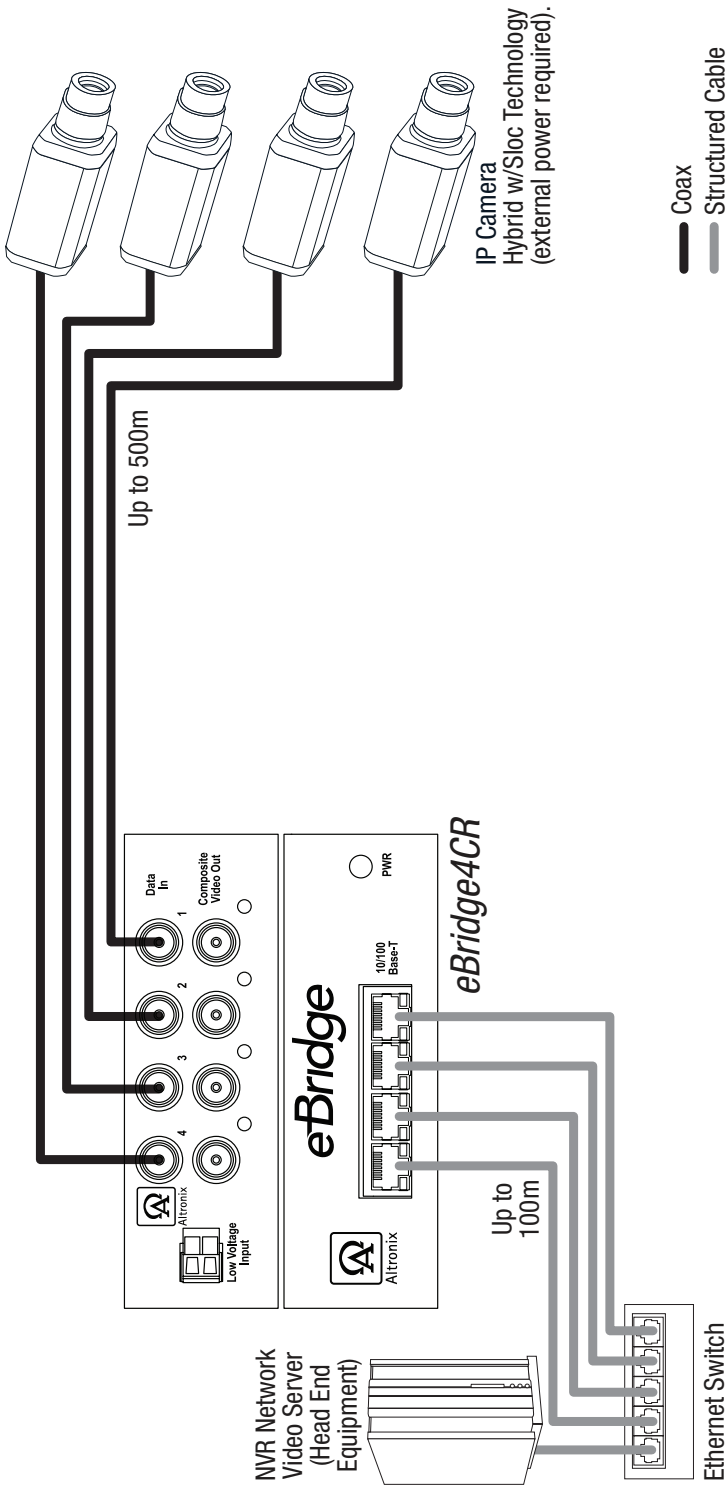 IP Camera
Hybrid w/Sloc Technology
(external power required).
Coax
Structured Cable
Up to 500m
Data
In
Composite
Video Out
1
2
3
4
Altronix
Low Voltage
Input
eBridge
10/100
Base-T
PWR
Altronix
eBridge4CR
Up to
100m
NVR Network
Video Server
(Head End
Equipment)
Ethernet Switch